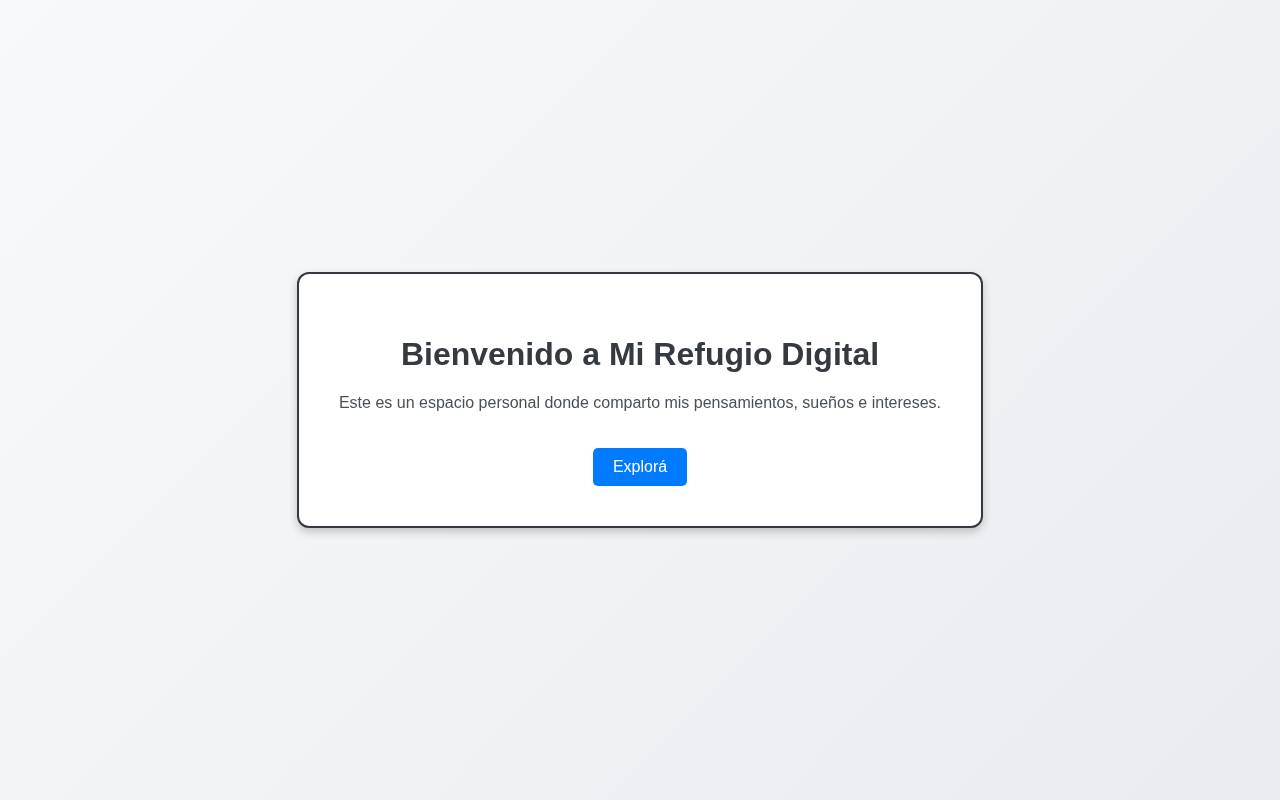 Bienvenido a Mi Refugio Digital
Este es un espacio personal donde comparto mis pensamientos, sueños e intereses.
Explorá